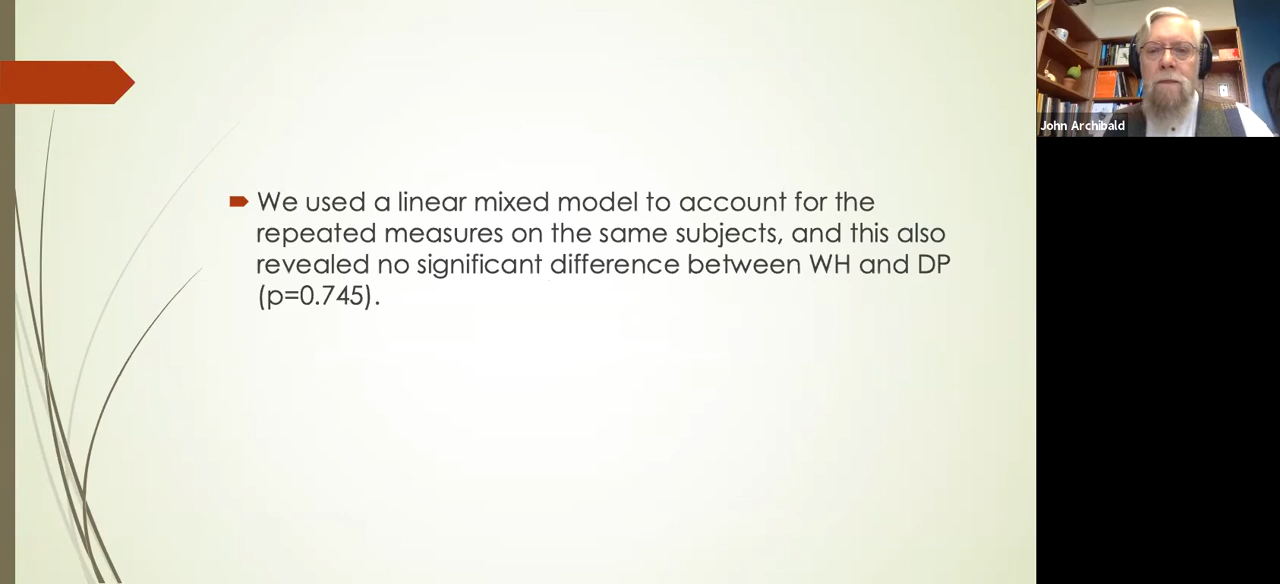 We used a linear mixed model to account for the
repeated measures on the same subjects, and this also
revealed no significant difference between WH and DP
(p=0.745).
John Archibald